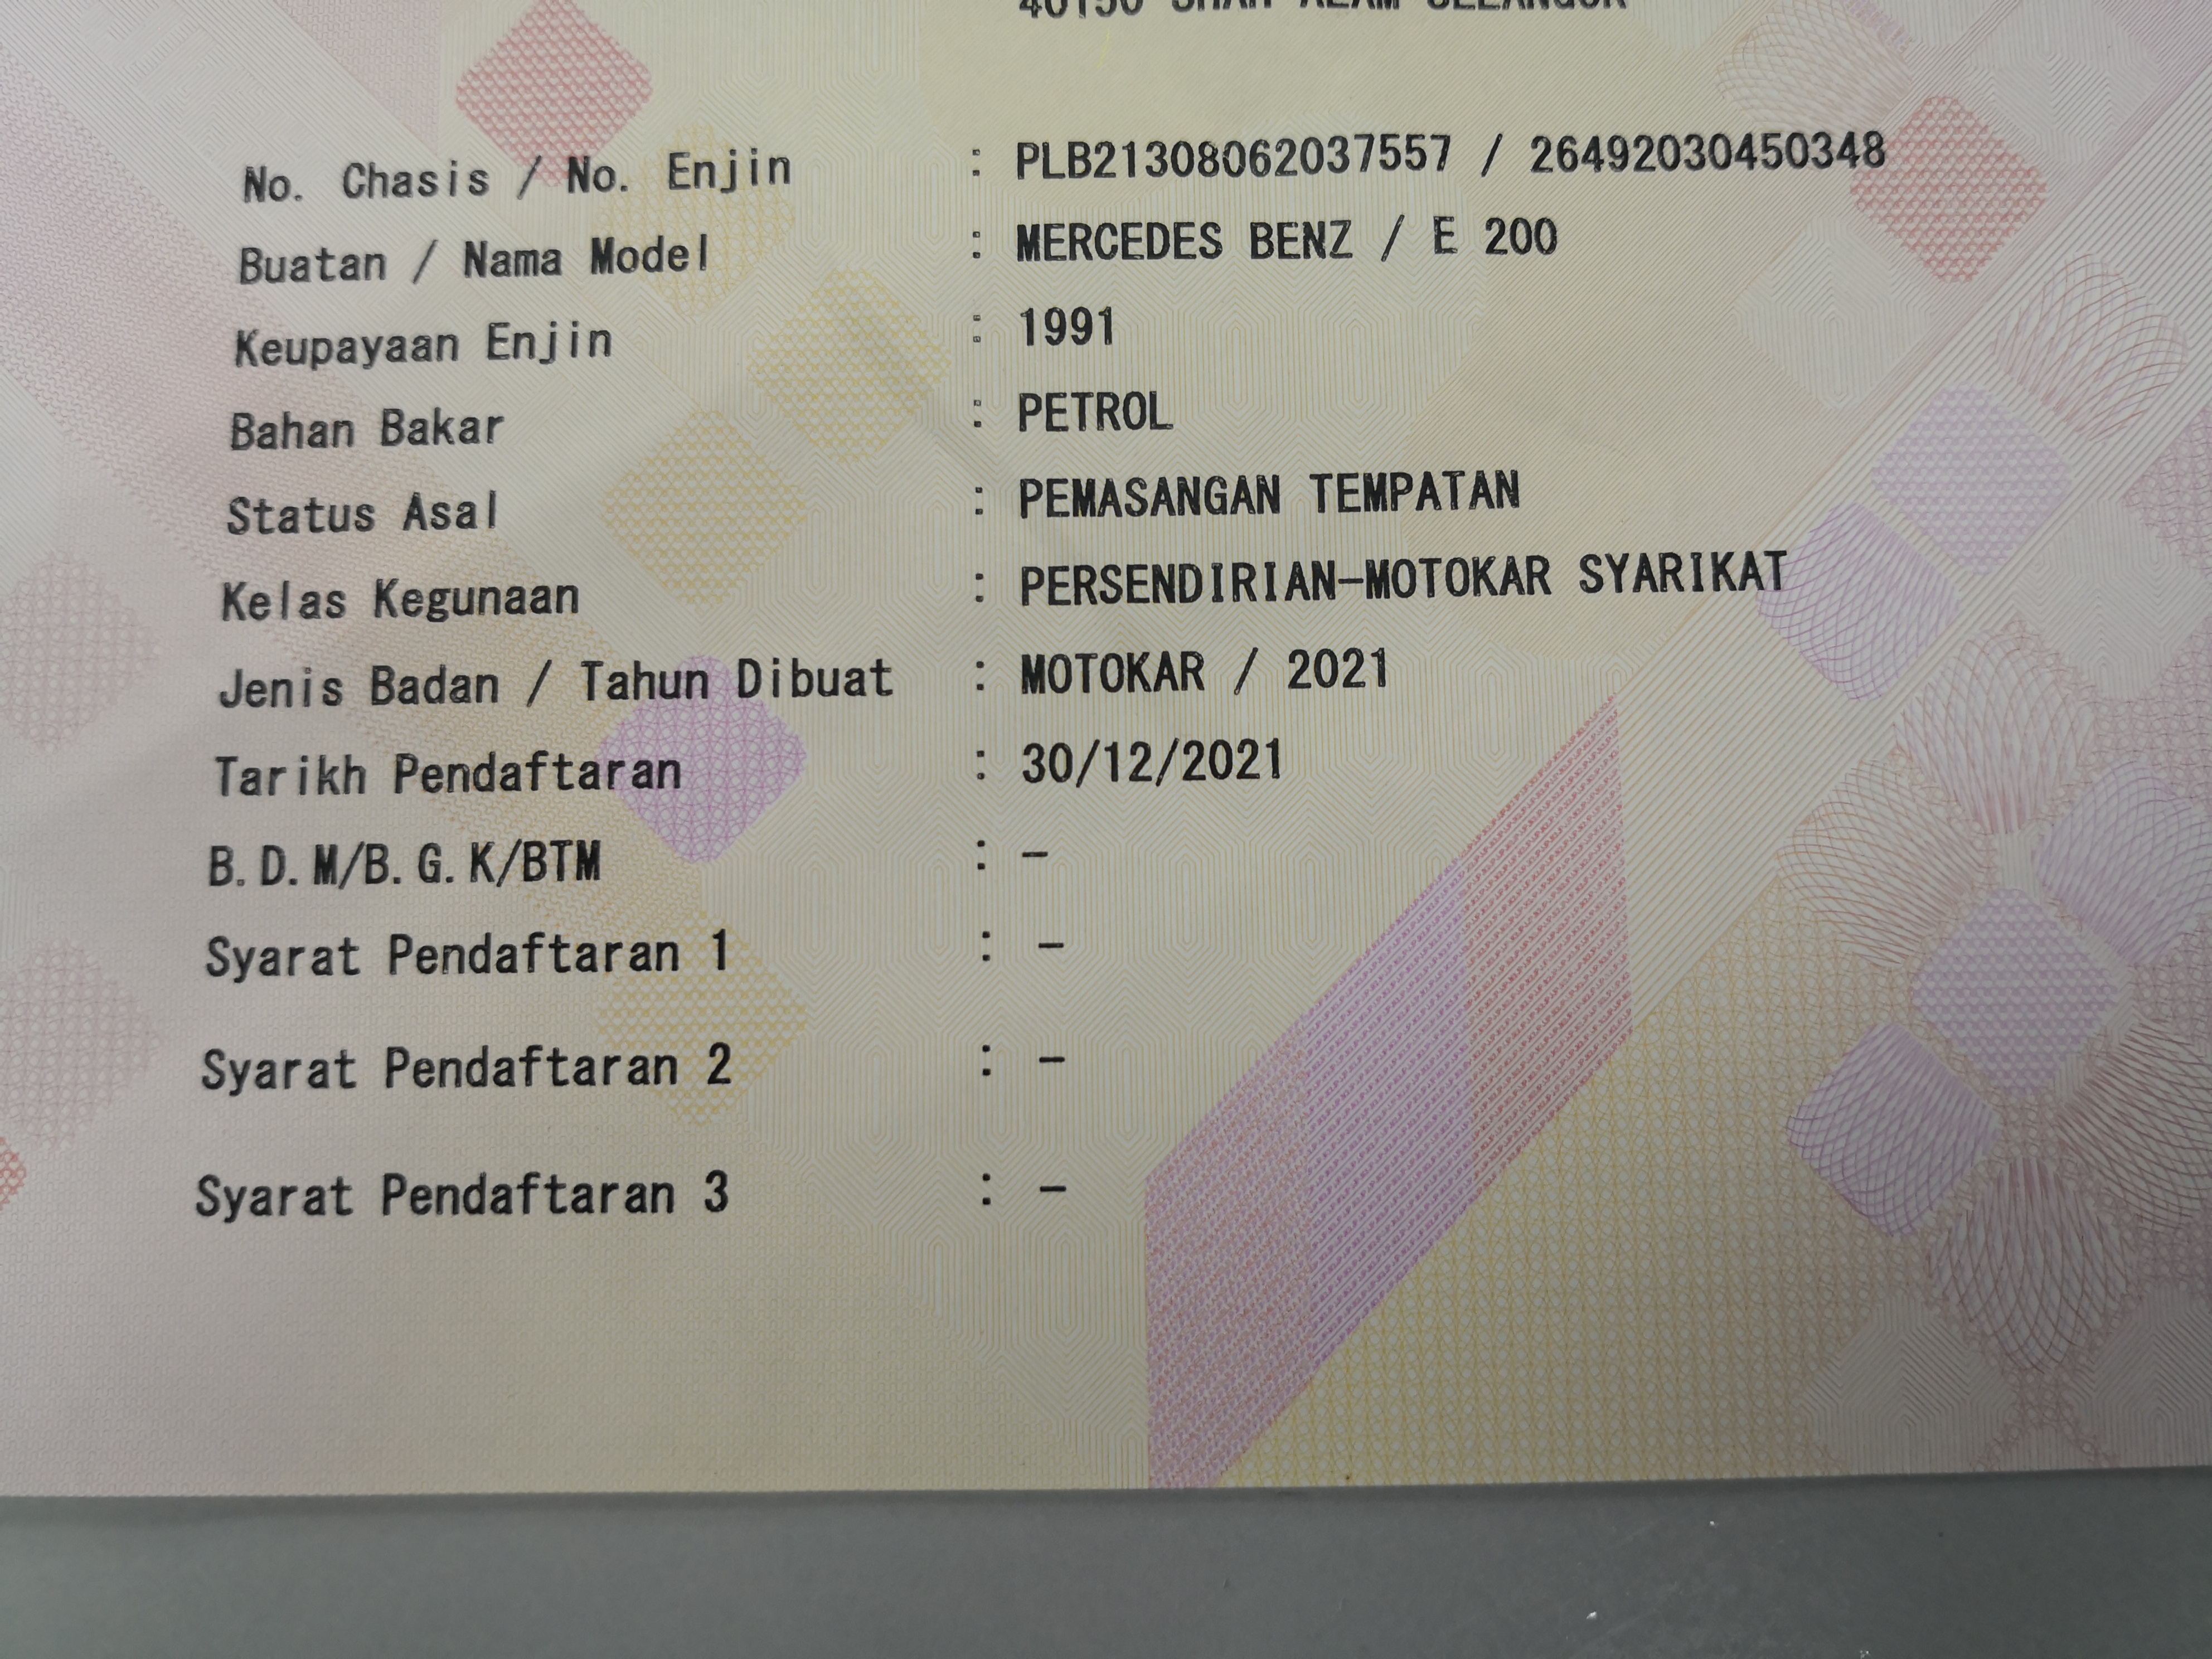 No. Chasis / No. Enjin : PLB21308062037557 / 26492030450348
Buatan / Nama Model : MERCEDES BENZ / E 200
Keupayaan Enjin : 1991
Bahan Bakar : PETROL
Status Asal : PEMASANGAN TEMPATAN
Kelas Kegunaan : PERSENDIRIAN-MOTOKAR SYARIKAT
Jenis Badan / Tahun Dibuat : MOTOKAR / 2021
Tarikh Pendaftaran : 30/12/2021
B.D.M/B.G.K/BTM : -
Syarat Pendaftaran 1 : -
Syarat Pendaftaran 2 : -
Syarat Pendaftaran 3 : -